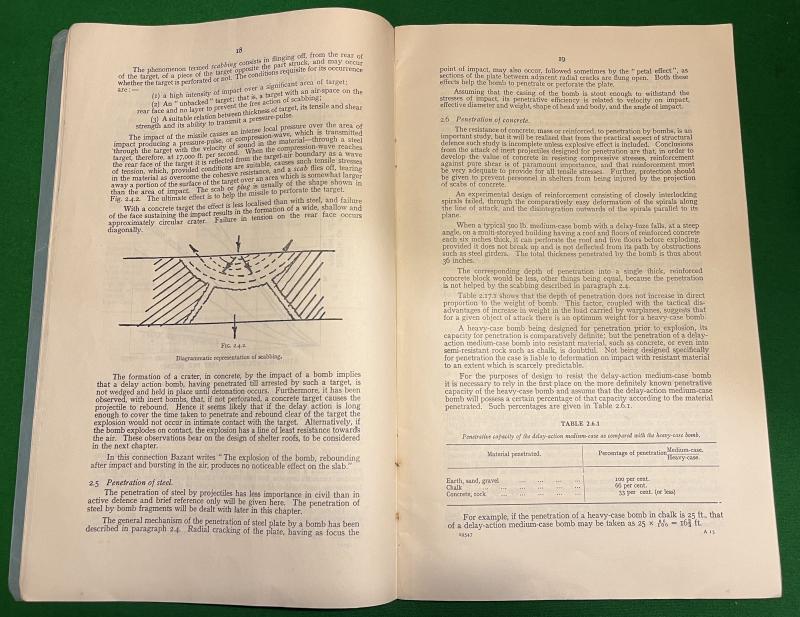 18
The phenomenon termed scabbing consists in flinging off, from the rear of
of the target, of a piece of the target opposite the part struck, and may occur
whether the target is perforated or not. The conditions requisite for its occurrence
are :—
(1) a high intensity of impact over a significant area of target;
(2) An "unbacked" target; that is, a target with an air-space on the
rear face and no layer to prevent the free action of scabbing;
(3) A suitable relation between thickness of target, its tensile and shear
strength and its ability to transmit a pressure-pulse.
The impact of the missile causes an intense local pressure over the area of
impact producing a pressure-pulse, or compression-wave, which is transmitted
through the target with the velocity of sound in the material—through a steel
target, therefore, at 17,000 ft. per second. When the compression-wave reaches
the rear face of the target it is reflected from the target-air boundary as a wave
of tension, which, provided conditions are suitable, causes such tensile stresses
in the material as overcome the cohesive resistance, and a scab flies off, tearing
away a portion of the surface of the target over an area which is somewhat larger
than the area of impact. The scab or plug is usually of the shape shown in
Fig. 2.4.2. The ultimate effect is to help the missile to perforate the target.
With a concrete target the effect is less localised than with steel, and failure
of the face sustaining the impact results in the formation of a wide, shallow and
approximately circular crater. Failure in tension on the rear face occurs
diagonally.
Fig. 2.4.2
Diagrammatic representation of scabbing.
The formation of a crater, in concrete, by the impact of a bomb implies
that a delay action bomb, having penetrated till arrested by such a target, is
not wedged and held in place until detonation occurs. Furthermore, it has been
observed, with inert bombs, that, if not perforated, a concrete target causes the
projectile to rebound. Hence it seems likely that if the delay action is long
enough to cover the time taken to penetrate and rebound clear of the target the
explosion would not occur in intimate contact with the target. Alternatively, if
the bomb explodes on contact, the explosion has a line of least resistance towards
the air. These observations bear on the design of shelter roofs, to be considered
in the next chapter.
In this connection Bazant writes "The explosion of the bomb, rebounding
after impact and bursting in the air, produces no noticeable effect on the slab."
2.5 Penetration of steel.
The penetration of steel by projectiles has less importance in civil than in
active defence and brief reference only will be given here. The penetration of
steel by bomb fragments will be dealt with later in this chapter.
The general mechanism of the penetration of steel plate by a bomb has been
described in paragraph 2.4. Radial cracking of the plate, having as focus the
19
point of impact, may also occur, followed sometimes by the "petal effect", as
sections of the plate between adjacent radial cracks are flung open. Both these
effects help the bomb to penetrate or perforate the plate.
Assuming that the casing of the bomb is stout enough to withstand the
stresses of impact, its penetrative efficiency is related to velocity on impact,
effective diameter and weight, shape of head and body, and the angle of impact.
2.6 Penetration of concrete.
The resistance of concrete, mass or reinforced, to penetration by bombs, is an
important study, but it will be realized that from the practical aspect of structural
defence such study is incomplete unless explosive effect is included. Conclusions
from the attack of inert projectiles designed for penetration are that, in order to
develop the value of concrete in resisting compressive stresses, reinforcement
against pure shear is of paramount importance, and that reinforcement must
be very adequate to provide for all tensile stresses. Further, protection should
be given to prevent personnel in shelters from being injured by the projection
of scabs of concrete.
An experimental design of reinforcement consisting of closely interlocking
spirals failed, through the comparatively easy deformation of the spirals along
the line of attack, and the disintegration outwards of the spirals parallel to its
plane.
When a typical 500 lb. medium-case bomb with a delay-fuze falls, at a steep
angle, on a multi-storeyed building having a roof and floors of reinforced concrete
each six inches thick, it can perforate the roof and five floors before exploding,
provided it does not break up and is not deflected from its path by obstructions
such as steel girders. The total thickness penetrated by the bomb is thus about
36 inches.
The corresponding depth of penetration into a single thick, reinforced
concrete block would be less, other things being equal, because the penetration
is not helped by the scabbing described in paragraph 2.4.
Table 2.17.1 shows that the depth of penetration does not increase in direct
proportion to the weight of bomb. This factor, coupled with the tactical dis-
advantages of increase in weight in the load carried by warplanes, suggests that
for a given object of attack there is an optimum weight for a heavy-case bomb.
A heavy-case bomb being designed for penetration prior to explosion, its
capacity for penetration is comparatively definite; but the penetration of a delay-
action medium-case bomb into resistant material, such as concrete, or even into
semi-resistant rock such as chalk, is doubtful. Not being designed specifically
for penetration the case is liable to deformation on impact with resistant material
to an extent which is scarcely predictable.
For the purposes of design to resist the delay-action medium-case bomb
it is necessary to rely in the first place on the more definitely known penetrative
capacity of the heavy-case bomb and assume that the delay-action medium-case
bomb will possess a certain percentage of that capacity according to the material
penetrated. Such percentages are given in Table 2.6.1.
TABLE 2.6.1
Penetrative capacity of the delay-action medium-case as compared with the heavy-case bomb.
Material penetrated. Percentage of penetration Medium-case. Heavy-case.
Earth, sand, gravel ... ... ... ... 100 per cent.
Chalk ... ... ... ... ... 66 per cent.
Concrete, rock ... ... ... ... 33 per cent. (or less)
For example, if the penetration of a heavy-case bomb in chalk is 25 ft., that
of a delay-action medium-case bomb may be taken as 25 × 66/100 = 16⅔ ft.
22547 A 15